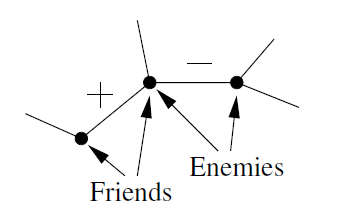 +
−
Enemies
Friends